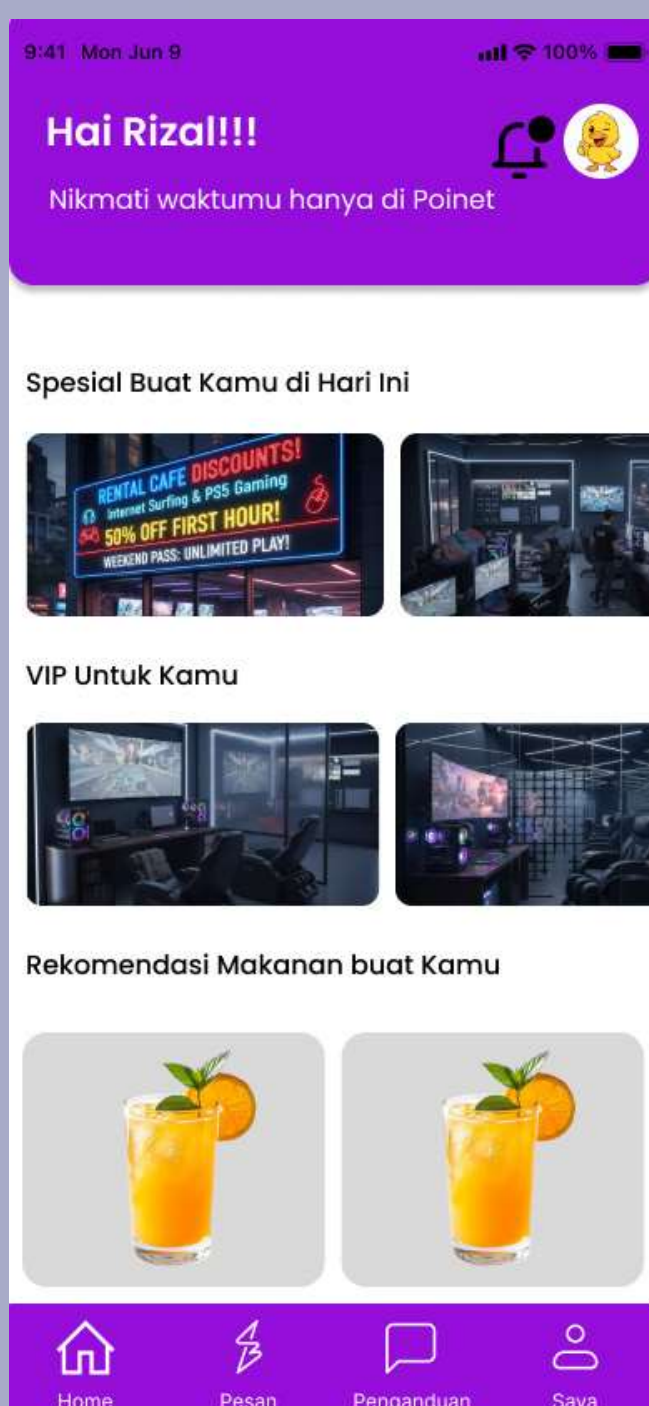 9:41 Mon Jun 9 100%
Hai Rizal!!!
Nikmati waktumu hanya di Poinet
Spesial Buat Kamu di Hari Ini
RENTAL CAFE DISCOUNTS!
Internet Surfing & PS5 Gaming
50% OFF FIRST HOUR!
WEEKEND PASS: UNLIMITED PLAY!
VIP Untuk Kamu
Rekomendasi Makanan buat Kamu
Home Pesan Penganduan Saya